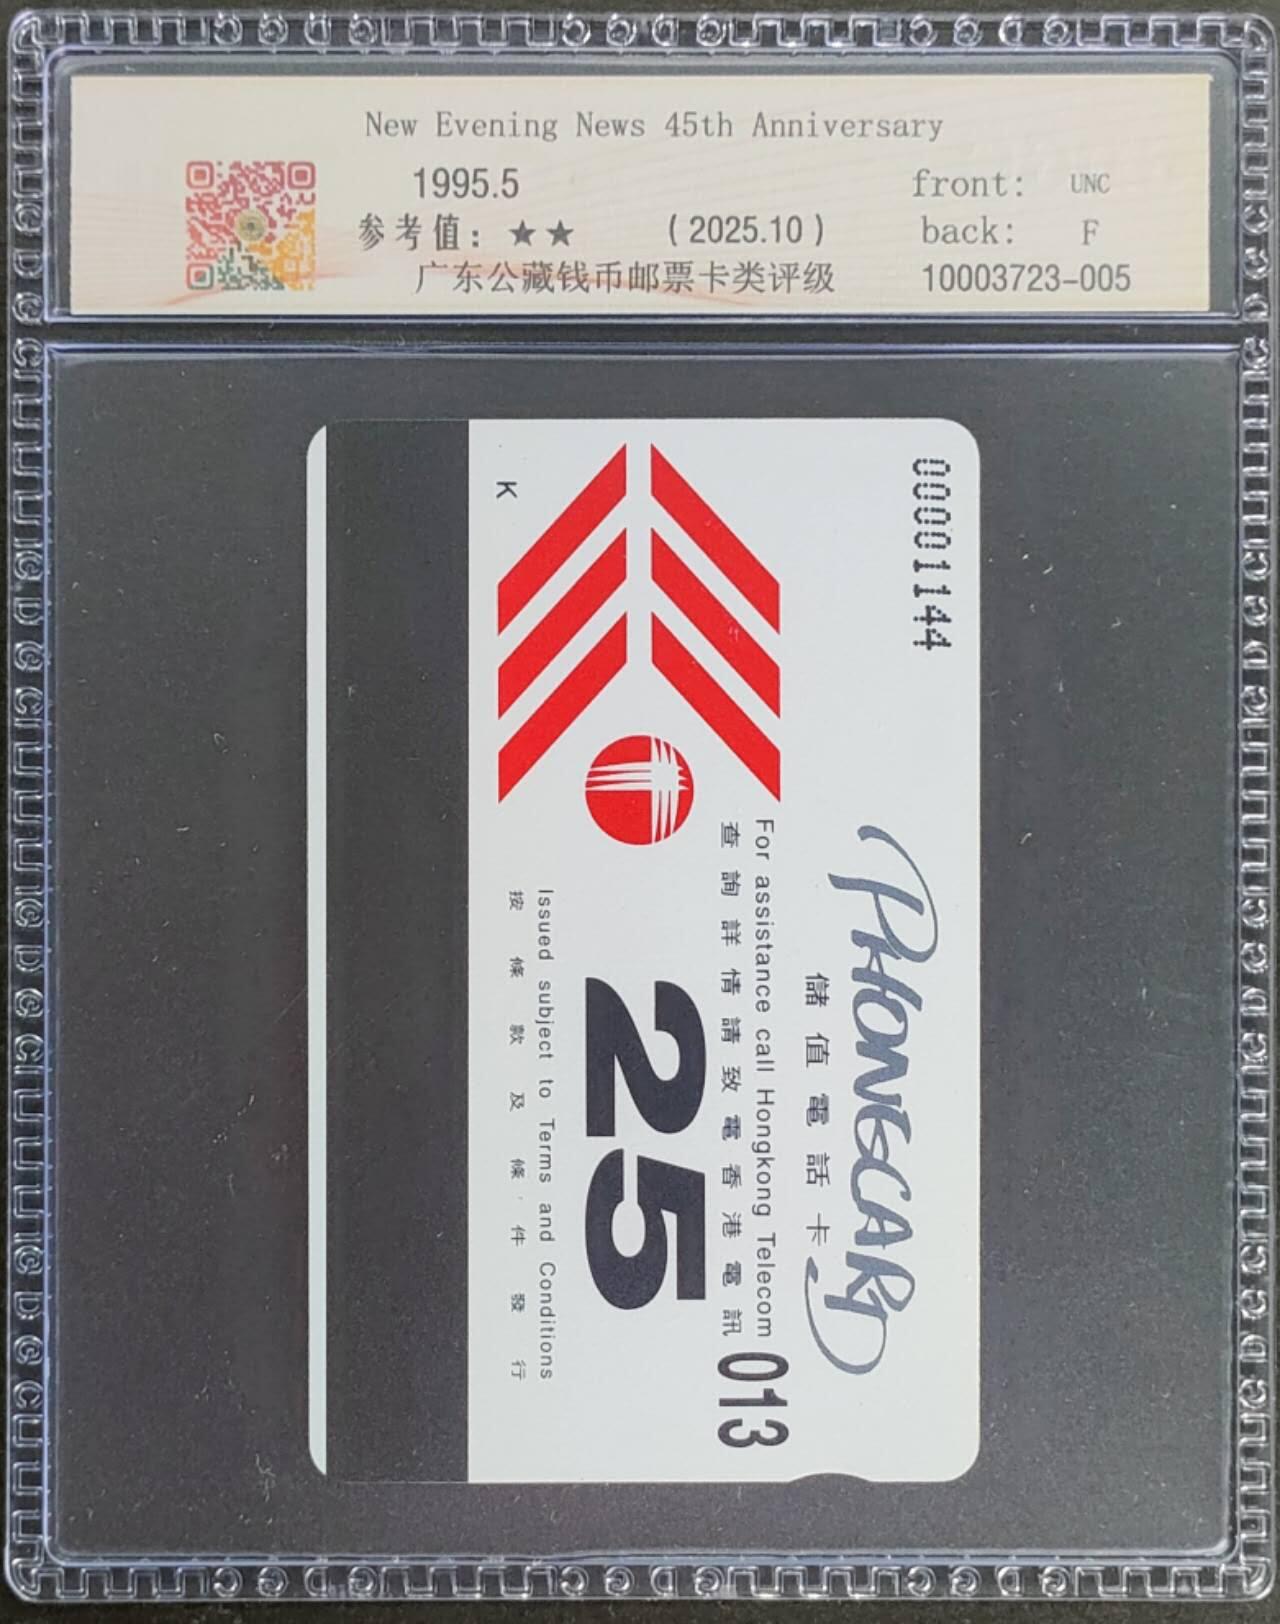 New Evening News 45th Anniversary
1995.5
front: UNC
参考值：★★ (2025.10)
back: F
广东公藏钱币邮票卡类评级
10003723-005
00001144
K
PHONECARD
儲值電話卡
For assistance call Hongkong Telecom
查詢詳情請致電香港電訊
013
25
Issued subject to Terms and Conditions
按條款及條件發行